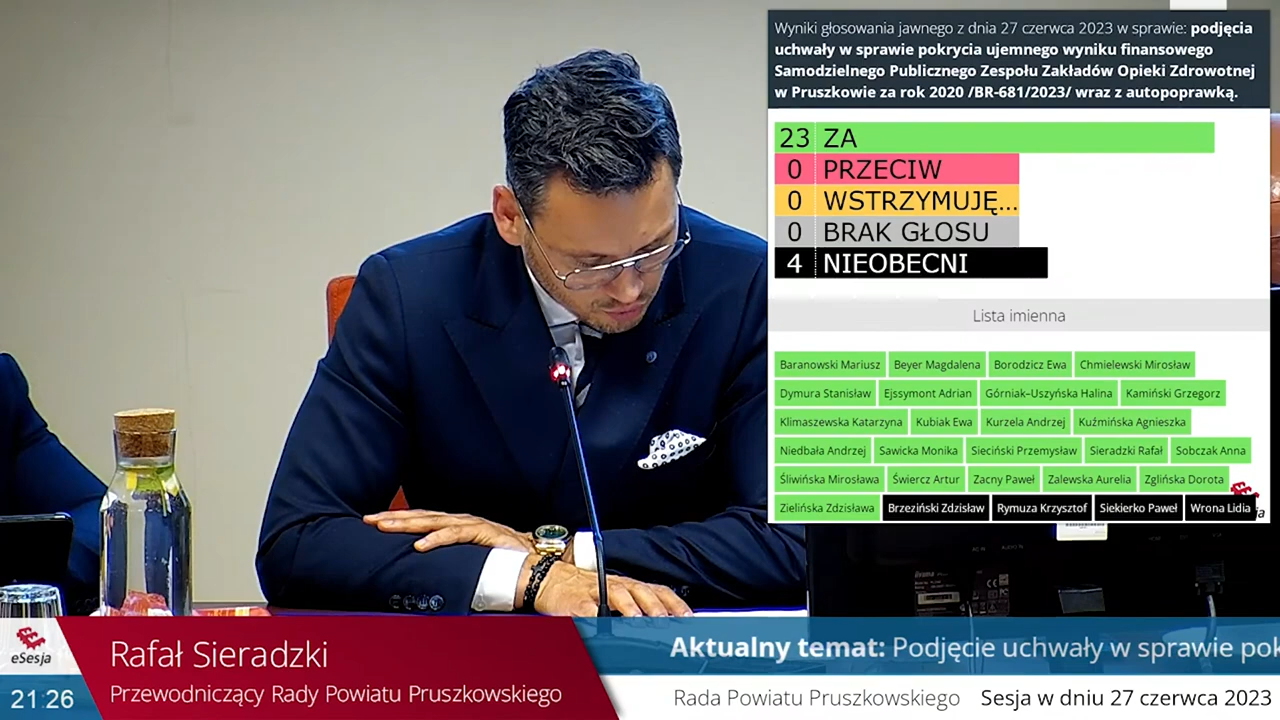 Wyniki głosowania jawnego z dnia 27 czerwca 2023 w sprawie: podjęcia
uchwały w sprawie pokrycia ujemnego wyniku finansowego
Samodzielnego Publicznego Zespołu Zakładów Opieki Zdrowotnej
w Pruszkowie za rok 2020 /BR-681/2023/ wraz z autopoprawką.
23 ZA
0 PRZECIW
0 WSTRZYMUJĘ...
0 BRAK GŁOSU
4 NIEOBECNI
Lista imienna
Baranowski Mariusz Beyer Magdalena Borodzicz Ewa Chmielewski Mirosław
Dymura Stanisław Ejssymont Adrian Górniak–Uszyńska Halina Kamiński Grzegorz
Klimaszewska Katarzyna Kubiak Ewa Kurzela Andrzej Kuźmińska Agnieszka
Niedbała Andrzej Sawicka Monika Sieciński Przemysław Sieradzki Rafał Sobczak Anna
Śliwińska Mirosława Świercz Artur Zacny Paweł Zalewska Aurelia Zglińska Dorota
Zielińska Zdzisława Brzeziński Zdzisław Rymuza Krzysztof Siekierko Paweł Wrona Lidia
iiyama
eSesja
21:26
Rafał Sieradzki
Przewodniczący Rady Powiatu Pruszkowskiego
Aktualny temat: Podjęcie uchwały w sprawie pok
Rada Powiatu Pruszkowskiego Sesja w dniu 27 czerwca 2023